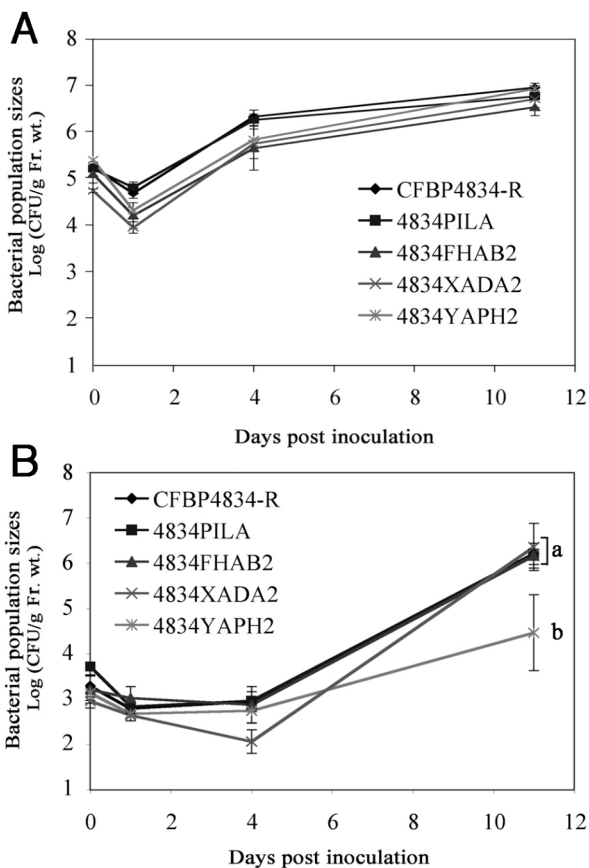 A
Bacterial population sizes
Log (CFU/g Fr. wt.)
8
7
6
5
4
3
2
1
0 2 4 6 8 10 12
Days post inoculation
CFBP4834-R
4834PILA
4834FHAB2
4834XADA2
4834YAPH2
B
Bacterial population sizes
Log (CFU/g Fr. wt.)
8
7
6
5
4
3
2
1
0 2 4 6 8 10 12
Days post inoculation
CFBP4834-R
4834PILA
4834FHAB2
4834XADA2
4834YAPH2
a
b